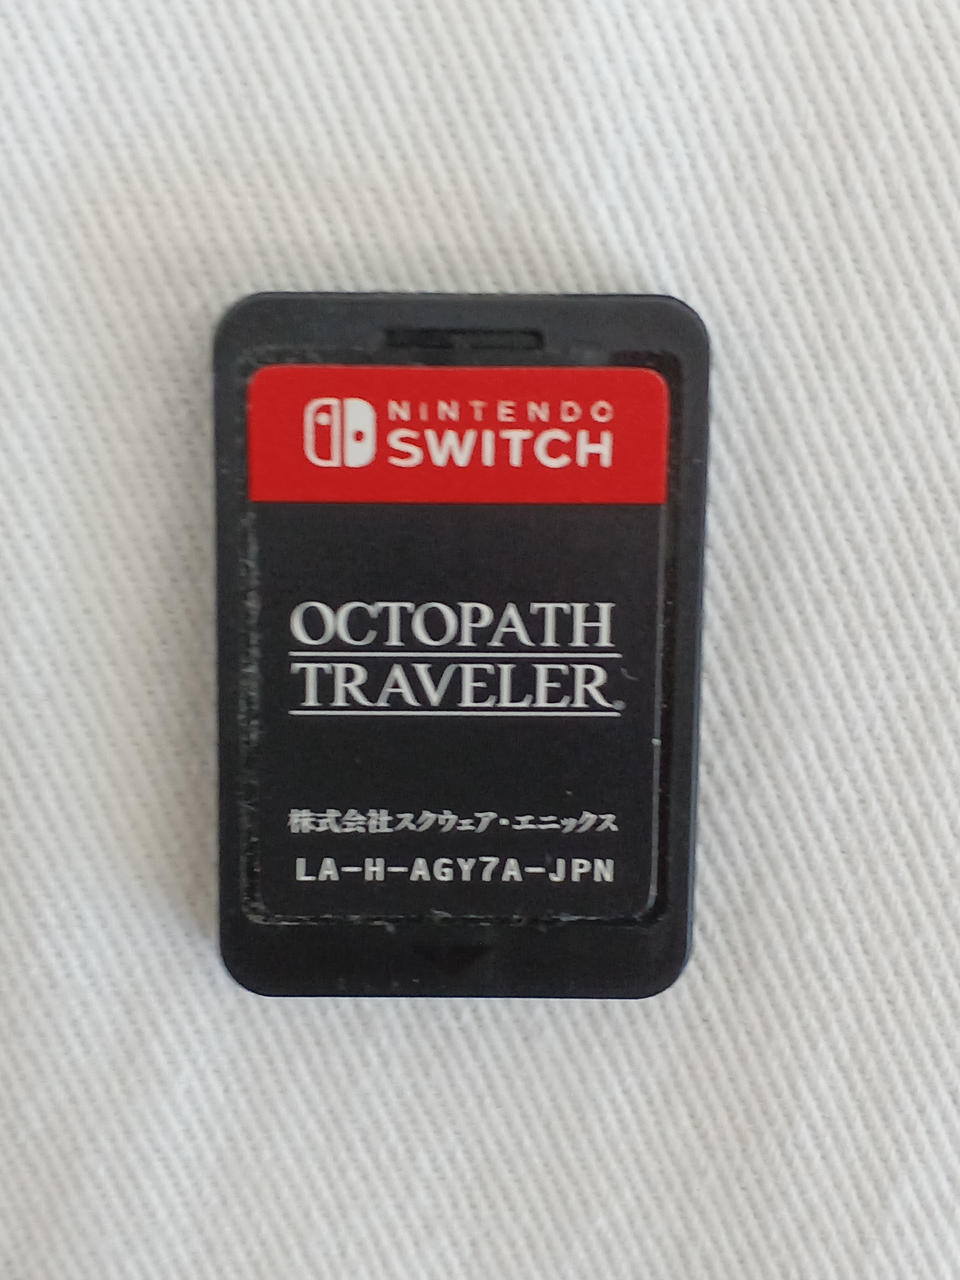 NINTENDO
SWITCH
OCTOPATH
TRAVELER®
株式会社スクウェア・エニックス
LA-H-AGY7A-JPN